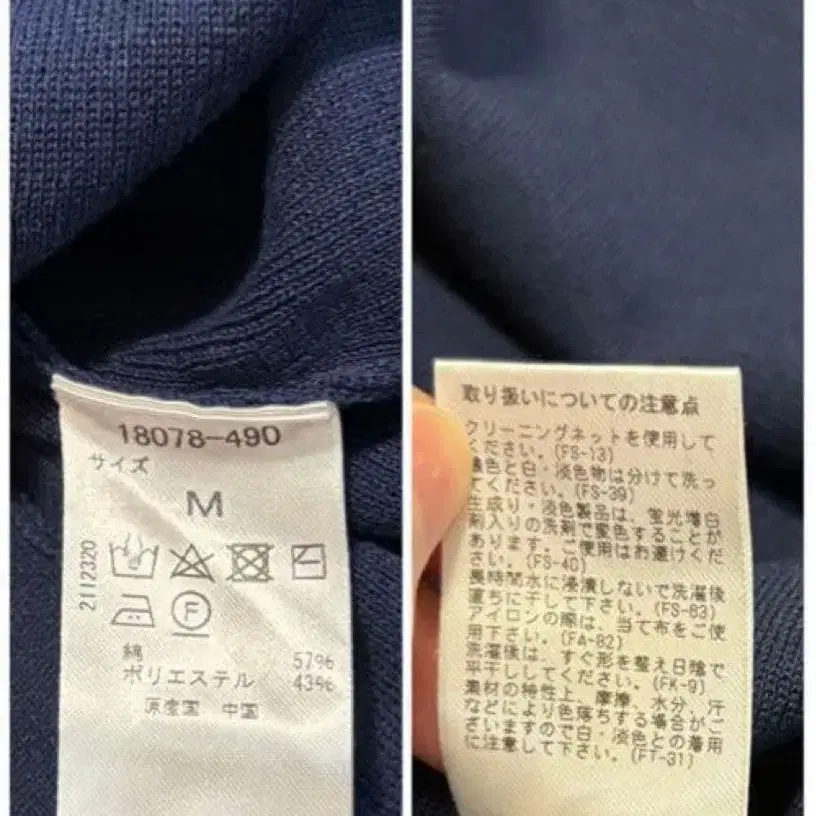 18078-490
サイズ
M
2112320
F
綿 57%
ポリエステル 43%
原産国 中国
取り扱いについての注意点
クリーニングネットを使用して
ください。(FS-13)
濃色と白・淡色物は分けて洗っ
てください。(FS-39)
生成り・淡色製品は、蛍光増白
剤入りの洗剤で変色することが
あります。ご使用はお避けくだ
さい。(FS-40)
長時間水に浸漬しないで洗濯後
直ちに干して下さい。(FS-63)
アイロンの際は、当て布をご使
用下さい。(FA-82)
洗濯後は、すぐ形を整え日陰で
平干ししてください。(FK-9)
素材の特性上、摩擦、水分、汗
などにより色落ちする場合がご
ざいますので白・淡色との着用
に注意して下さい。(FT-31)